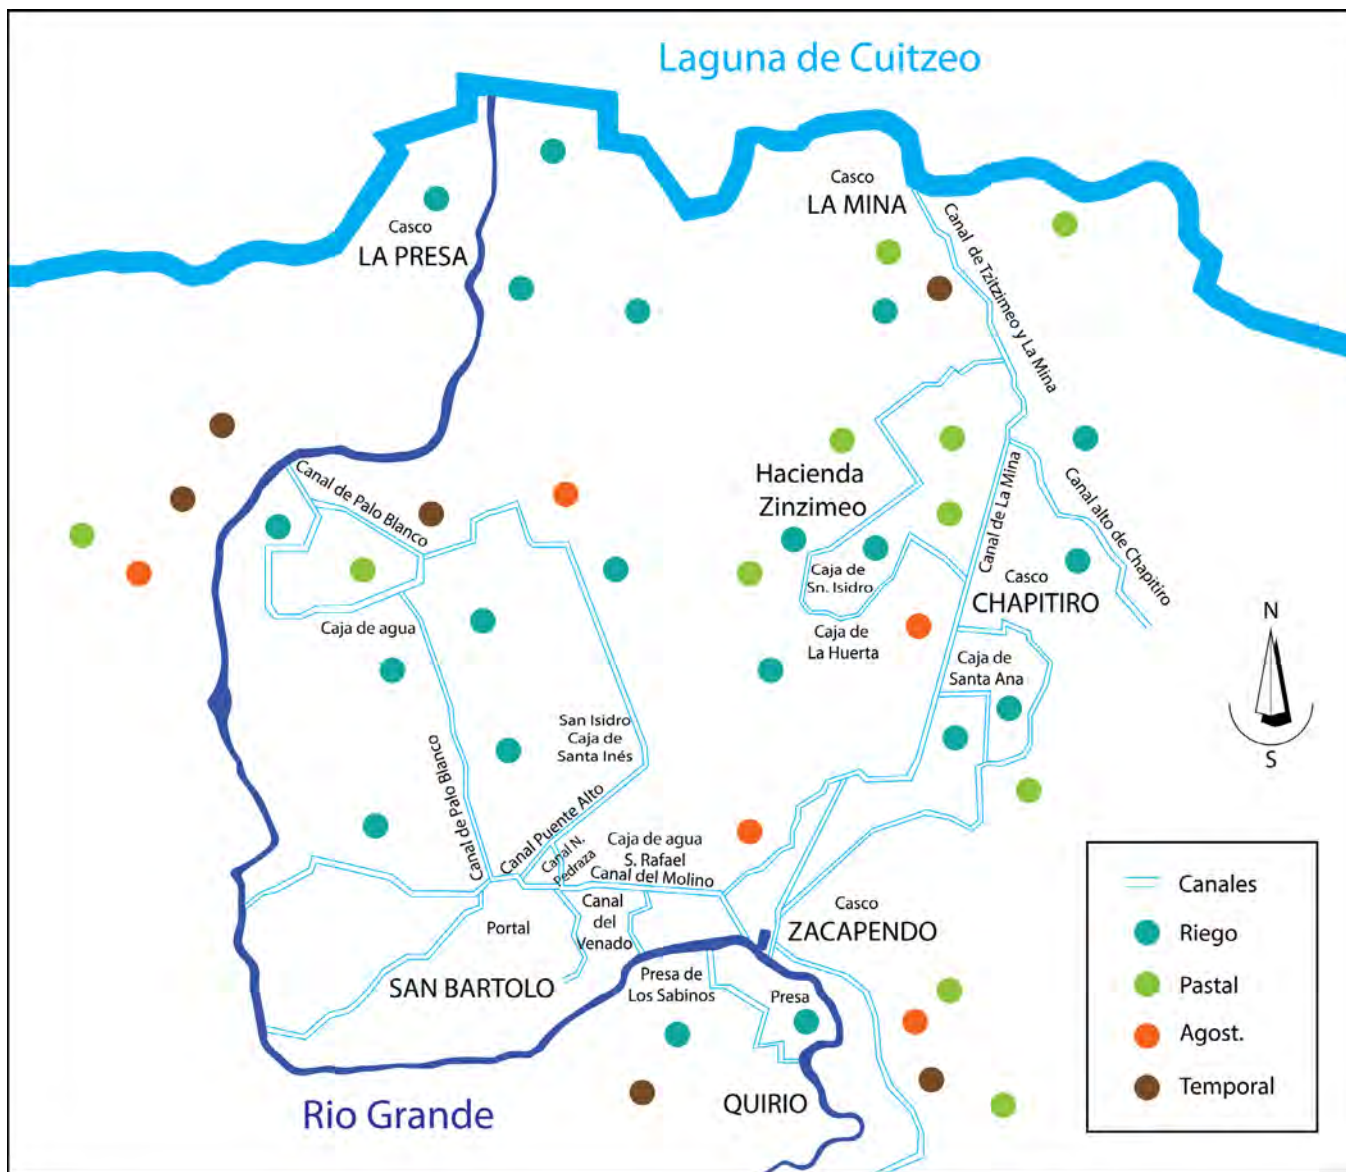 Laguna de Cuitzeo
Casco
LA MINA
Casco
LA PRESA
Canal de Tzitzimeo y La Mina
Canal de Palo Blanco
Hacienda
Zinzimeo
Canal de La Mina
Canal alto de Chapitiro
Caja de
Sn. Isidro
Casco
CHAPITIRO
Caja de agua
Caja de
La Huerta
Caja de
Santa Ana
N
S
San Isidro
Caja de
Santa Inés
Canal de Palo Blanco
Canal Puente Alto
Canal N.
Pedraza
Caja de agua
S. Rafael
Canal del Molino
Canal
del
Venado
Portal
Casco
ZACAPENDO
SAN BARTOLO
Presa de
Los Sabinos
Presa
QUIRIO
Rio Grande
Canales
Riego
Pastal
Agost.
Temporal